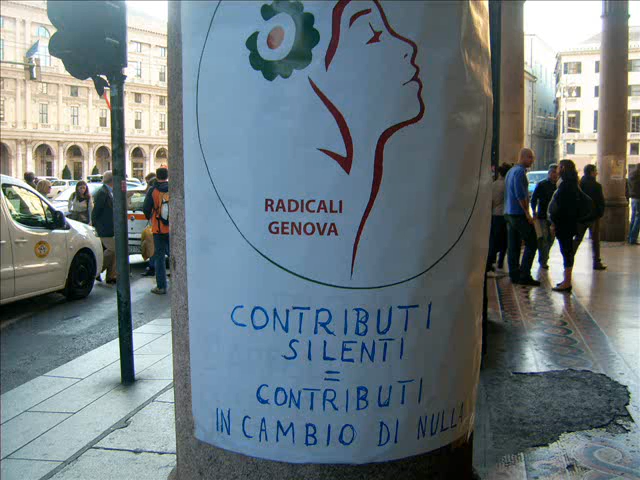 RADICALI
GENOVA
CONTRIBUTI
SILENTI
=
CONTRIBUTI
IN CAMBIO DI NULLA